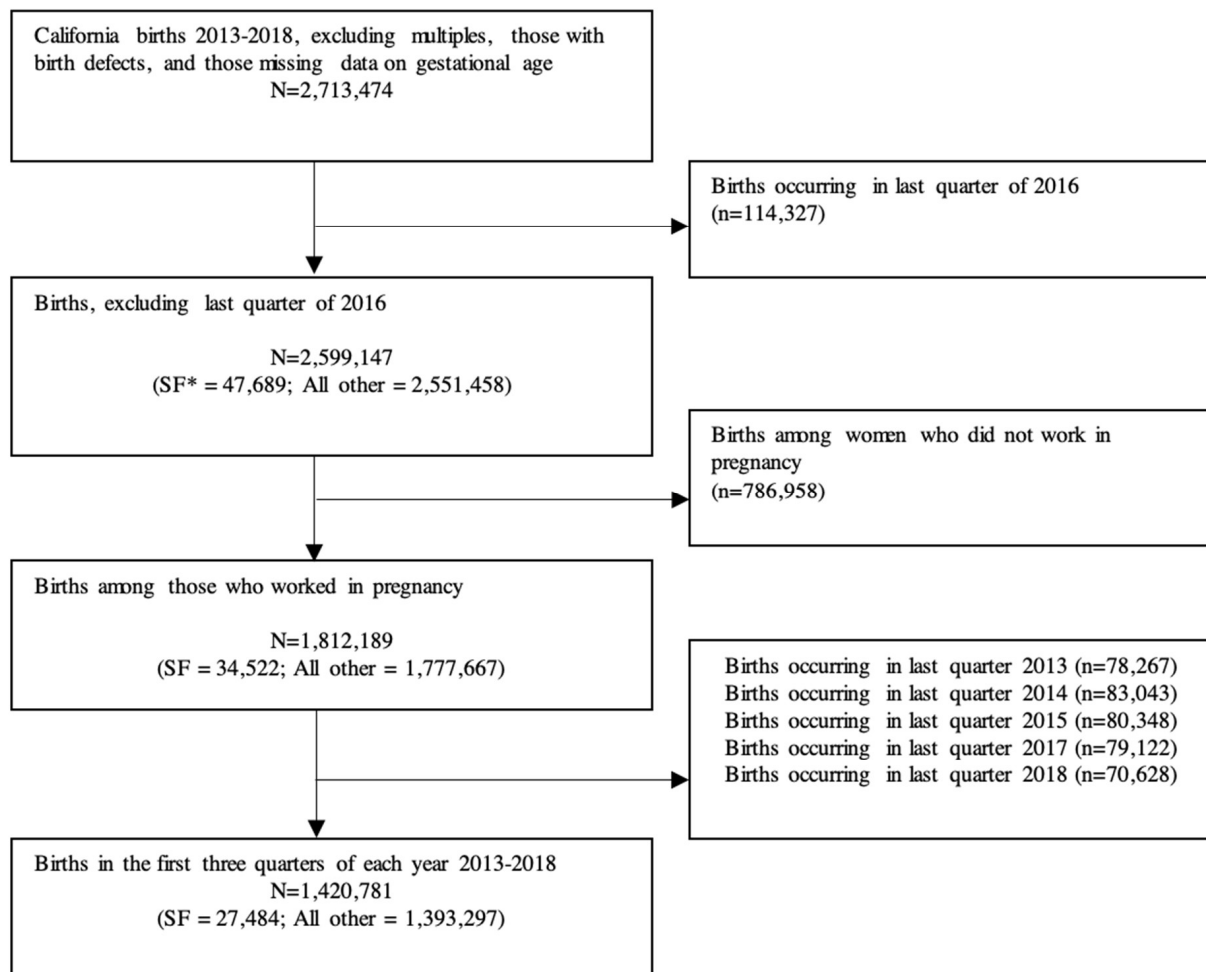 California births 2013-2018, excluding multiples, those with
birth defects, and those missing data on gestational age
N=2,713,474
Births occurring in last quarter of 2016
(n=114,327)
Births, excluding last quarter of 2016
N=2,599,147
(SF* = 47,689; All other = 2,551,458)
Births among women who did not work in
pregnancy
(n=786,958)
Births among those who worked in pregnancy
N=1,812,189
(SF = 34,522; All other = 1,777,667)
Births occurring in last quarter 2013 (n=78,267)
Births occurring in last quarter 2014 (n=83,043)
Births occurring in last quarter 2015 (n=80,348)
Births occurring in last quarter 2017 (n=79,122)
Births occurring in last quarter 2018 (n=70,628)
Births in the first three quarters of each year 2013-2018
N=1,420,781
(SF = 27,484; All other = 1,393,297)